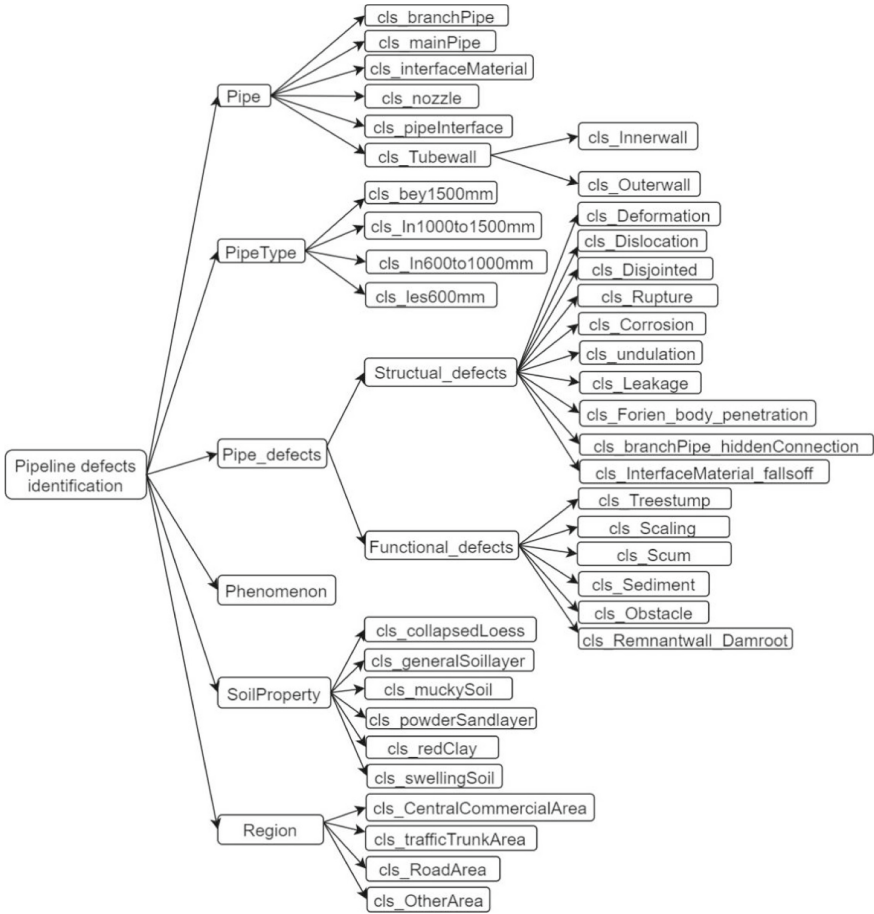 Pipeline defects
identification
Pipe
cls_branchPipe
cls_mainPipe
cls_interfaceMaterial
cls_nozzle
cls_pipeInterface
cls_Tubewall
cls_Innerwall
cls_Outerwall
PipeType
cls_bey1500mm
cls_In1000to1500mm
cls_In600to1000mm
cls_les600mm
Pipe_defects
Structual_defects
cls_Deformation
cls_Dislocation
cls_Disjointed
cls_Rupture
cls_Corrosion
cls_undulation
cls_Leakage
cls_Forien_body_penetration
cls_branchPipe_hiddenConnection
cls_InterfaceMaterial_fallsoff
Functional_defects
cls_Treestump
cls_Scaling
cls_Scum
cls_Sediment
cls_Obstacle
cls_Remnantwall_Damroot
Phenomenon
SoilProperty
cls_collapsedLoess
cls_generalSoillayer
cls_muckySoil
cls_powderSandlayer
cls_redClay
cls_swellingSoil
Region
cls_CentralCommercialArea
cls_trafficTrunkArea
cls_RoadArea
cls_OtherArea